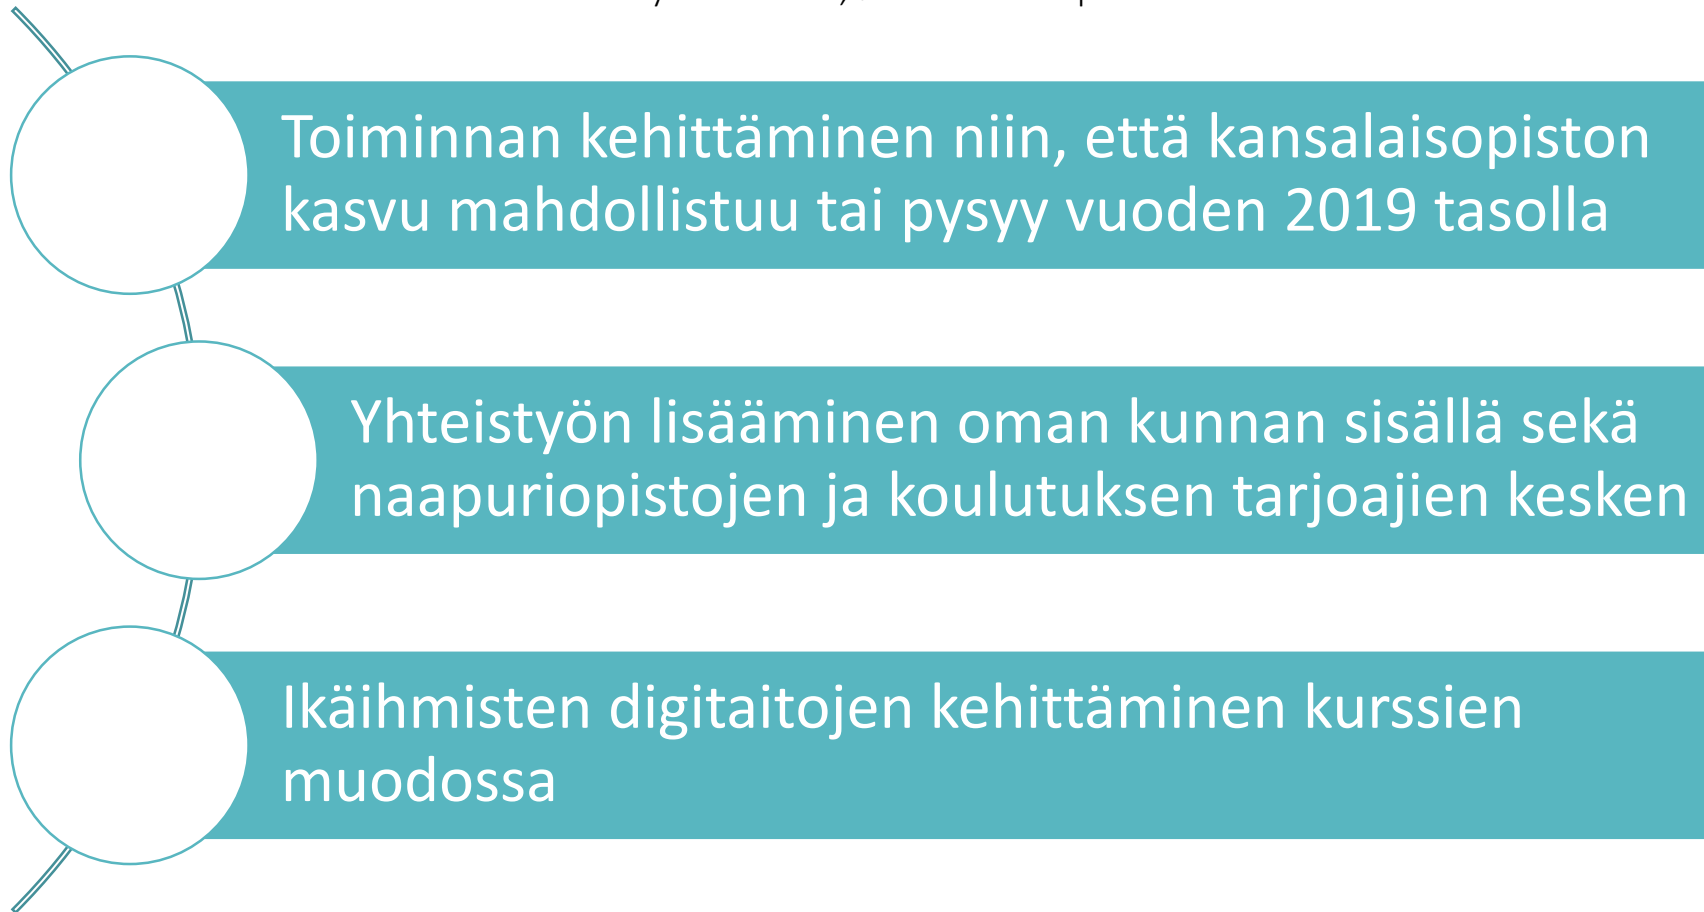 Toiminnan kehittäminen niin, että kansalaisopiston
kasvu mahdollistuu tai pysyy vuoden 2019 tasolla
Yhteistyön lisääminen oman kunnan sisällä sekä
naapuriopistojen ja koulutuksen tarjoajien kesken
Ikäihmisten digitaitojen kehittäminen kurssien
muodossa